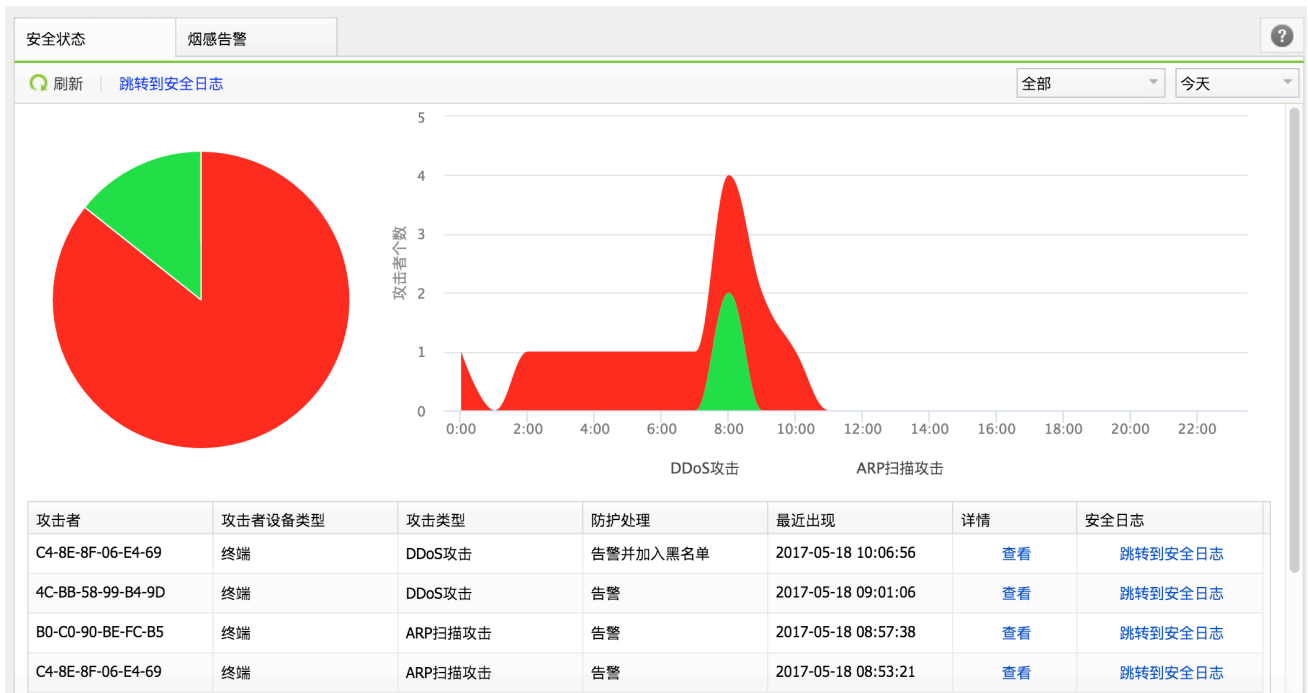 安全状态 烟感告警 ?
刷新 跳转到安全日志 全部 今天
5
4
3
2
1
0
攻击者个数
0:00 2:00 4:00 6:00 8:00 10:00 12:00 14:00 16:00 18:00 20:00 22:00
DDoS攻击 ARP扫描攻击
攻击者 攻击者设备类型 攻击类型 防护处理 最近出现 详情 安全日志
C4-8E-8F-06-E4-69 终端 DDoS攻击 告警并加入黑名单 2017-05-18 10:06:56 查看 跳转到安全日志
4C-BB-58-99-B4-9D 终端 DDoS攻击 告警 2017-05-18 09:01:06 查看 跳转到安全日志
B0-C0-90-BE-FC-B5 终端 ARP扫描攻击 告警 2017-05-18 08:57:38 查看 跳转到安全日志
C4-8E-8F-06-E4-69 终端 ARP扫描攻击 告警 2017-05-18 08:53:21 查看 跳转到安全日志